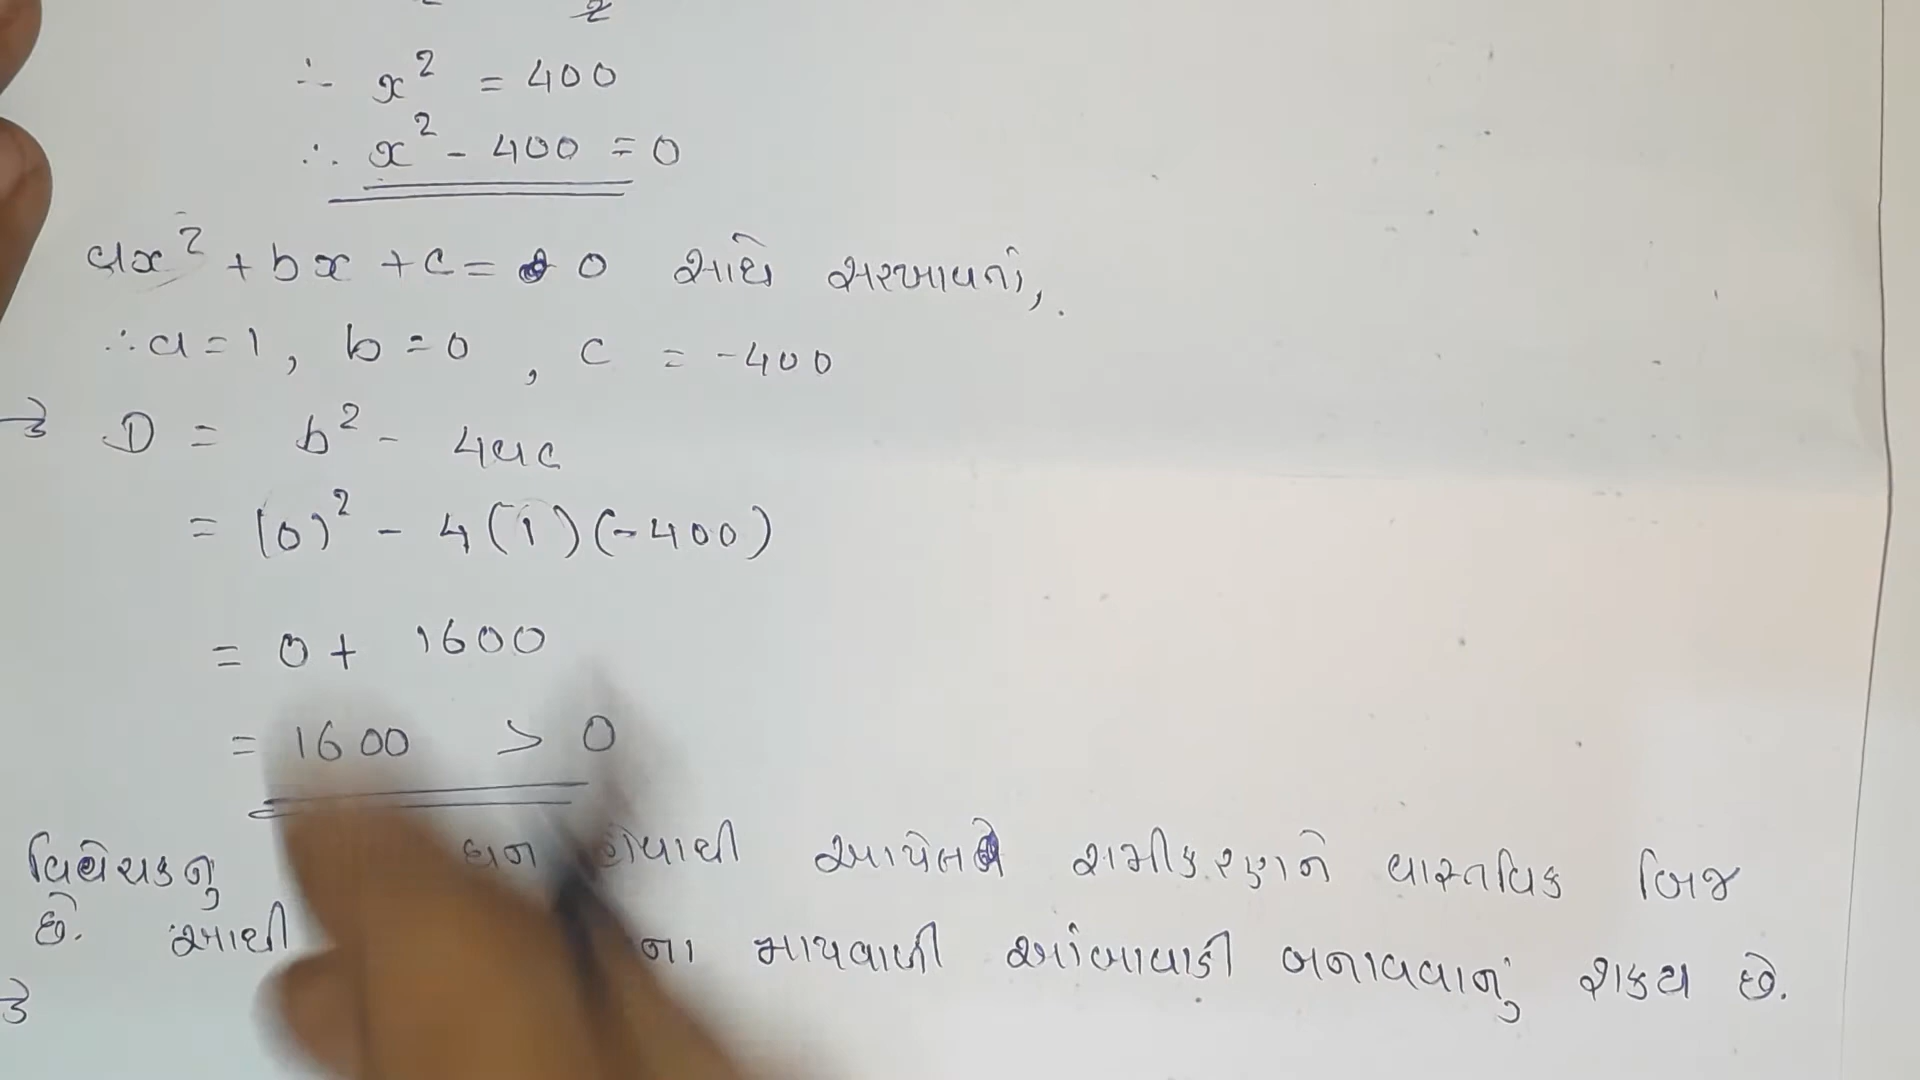 2
∴ x² = 400
∴ x² - 400 = 0
ax² + bx + c = 0 સાથે સરખાવતાં,
∴ a = 1, b = 0, c = -400
→ D = b² - 4ac
= (0)² - 4(1)(-400)
= 0 + 1600
= 1600 > 0
વિવેચકનું ધન હોવાથી આપેલ સમીકરણને વાસ્તવિક બિજ
છે. આથી ના માપવાળી આંબાવાડી બનાવવાનું શક્ય છે.
→